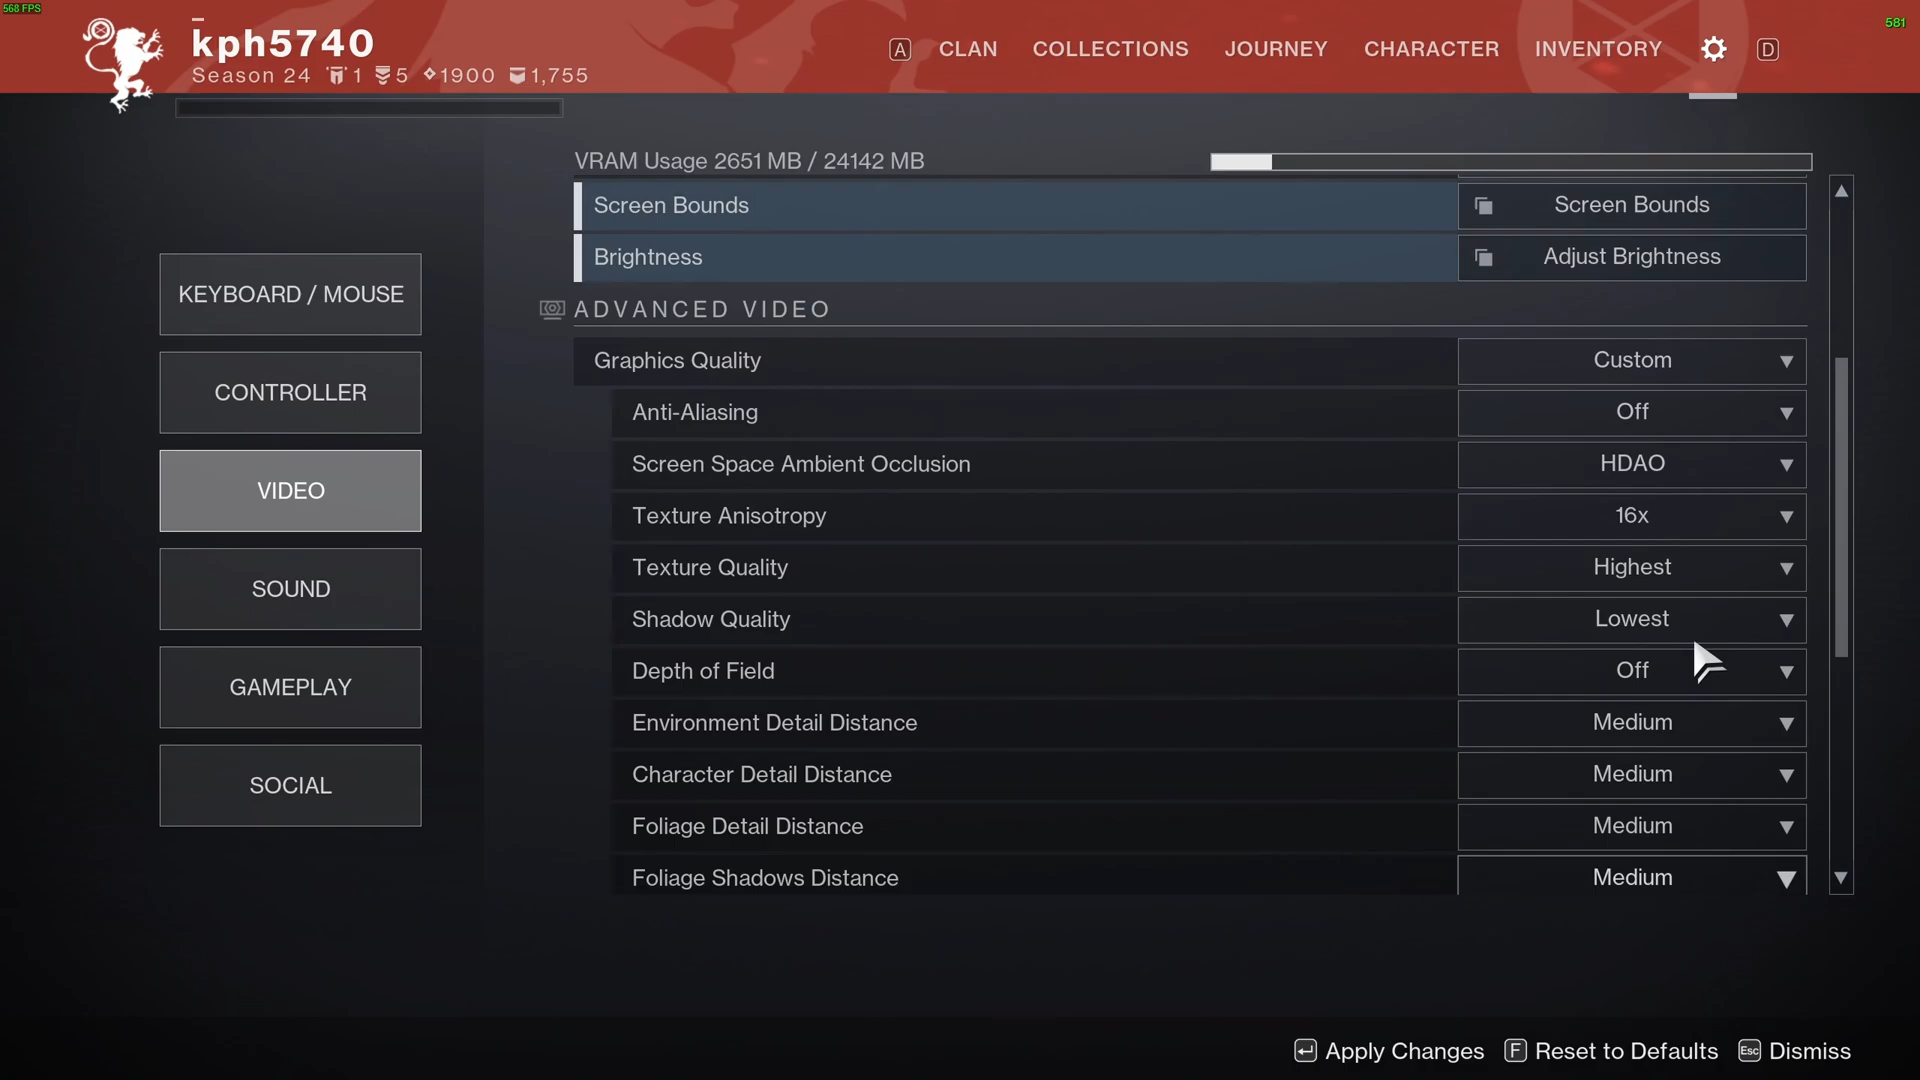 568 FPS
581
kph5740
Season 24 1 5 1900 1,755
A CLAN COLLECTIONS JOURNEY CHARACTER INVENTORY D
VRAM Usage 2651 MB / 24142 MB
Screen Bounds Screen Bounds
Brightness Adjust Brightness
ADVANCED VIDEO
Graphics Quality Custom
Anti-Aliasing Off
Screen Space Ambient Occlusion HDAO
Texture Anisotropy 16x
Texture Quality Highest
Shadow Quality Lowest
Depth of Field Off
Environment Detail Distance Medium
Character Detail Distance Medium
Foliage Detail Distance Medium
Foliage Shadows Distance Medium
KEYBOARD / MOUSE
CONTROLLER
VIDEO
SOUND
GAMEPLAY
SOCIAL
Apply Changes F Reset to Defaults Esc Dismiss